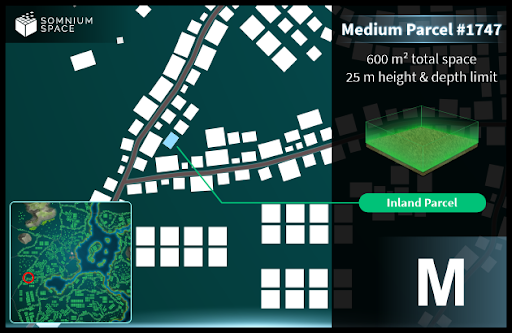 SOMNIUM
SPACE
Medium Parcel #1747
600 m² total space
25 m height & depth limit
Inland Parcel
M